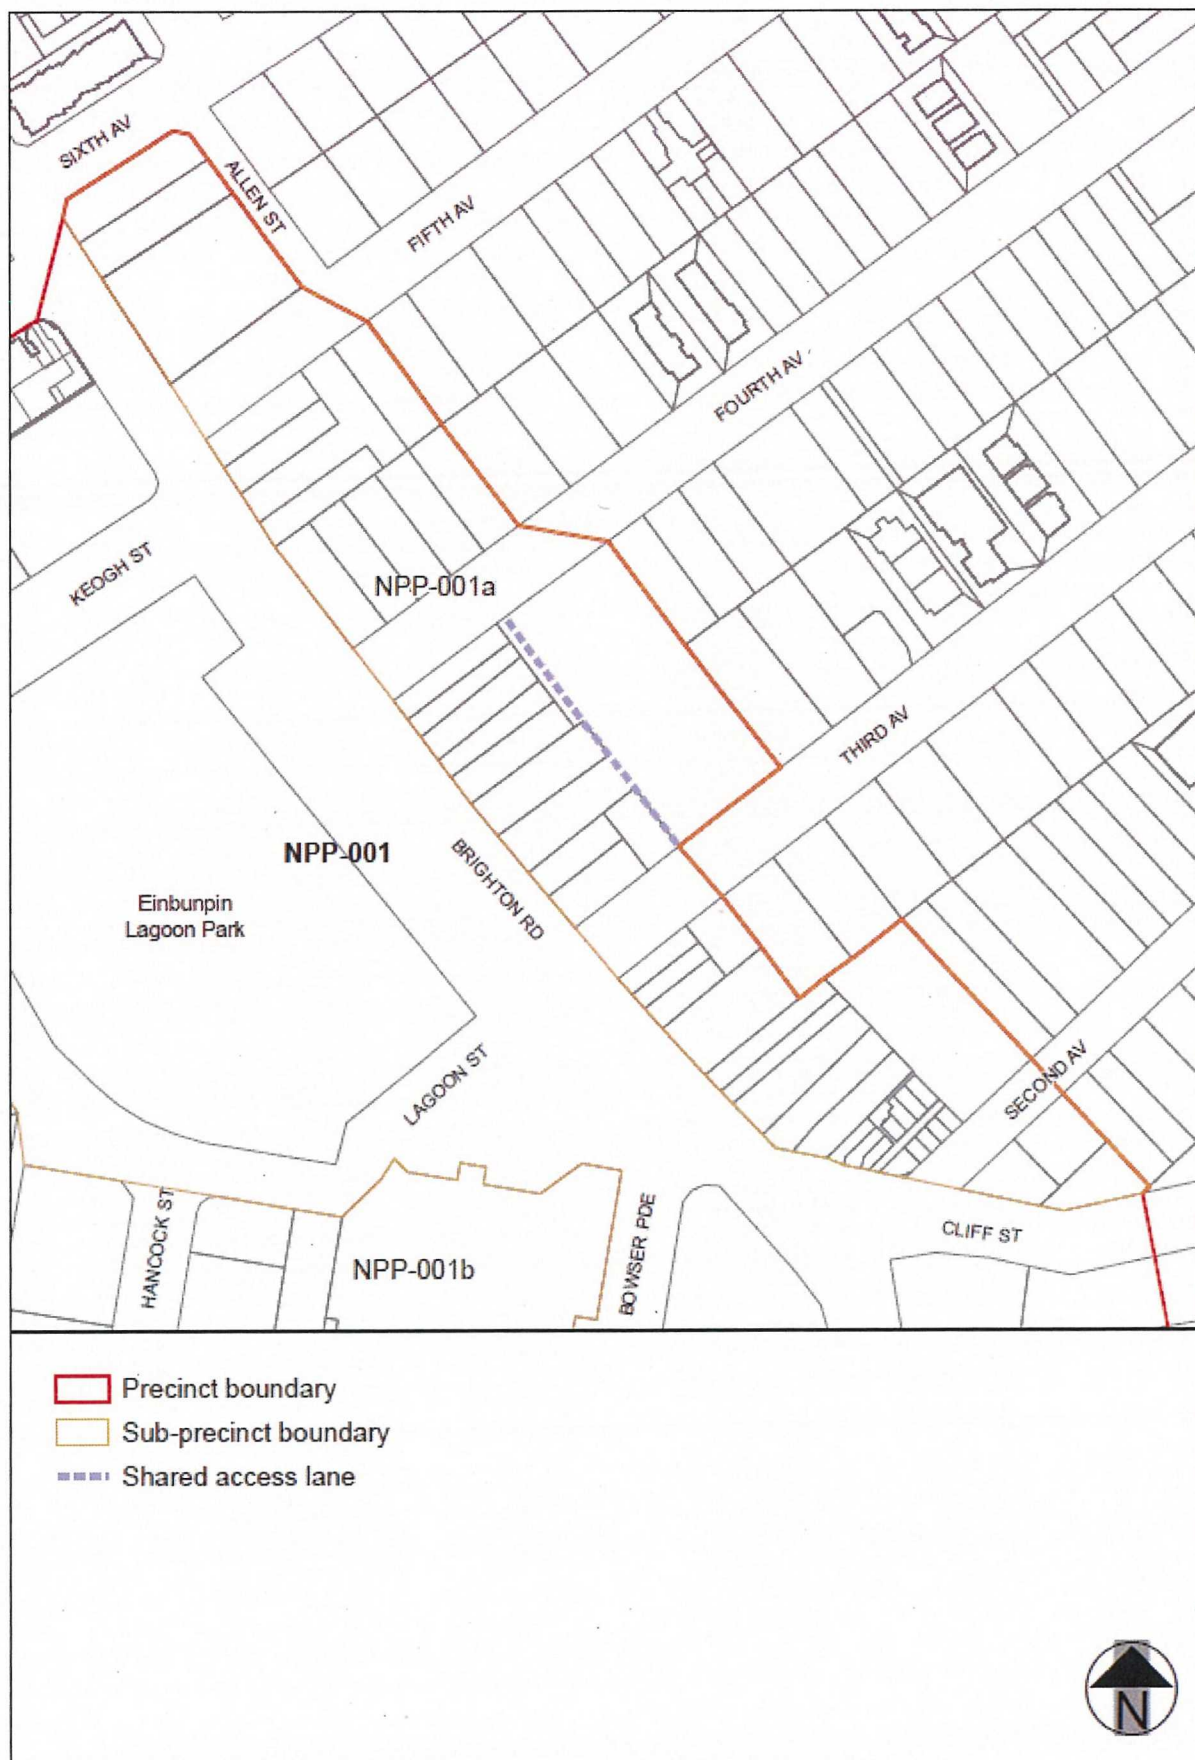 SIXTH AV
ALLEN ST
FIFTH AV
FOURTH AV
KEOGH ST
NPP-001a
THIRD AV
NPP-001
BRIGHTON RD
Einbunpin
Lagoon Park
LAGOON ST
SECOND AV
HANCOCK ST
NPP-001b
BOWSER PDE
CLIFF ST
Precinct boundary
Sub-precinct boundary
Shared access lane
N